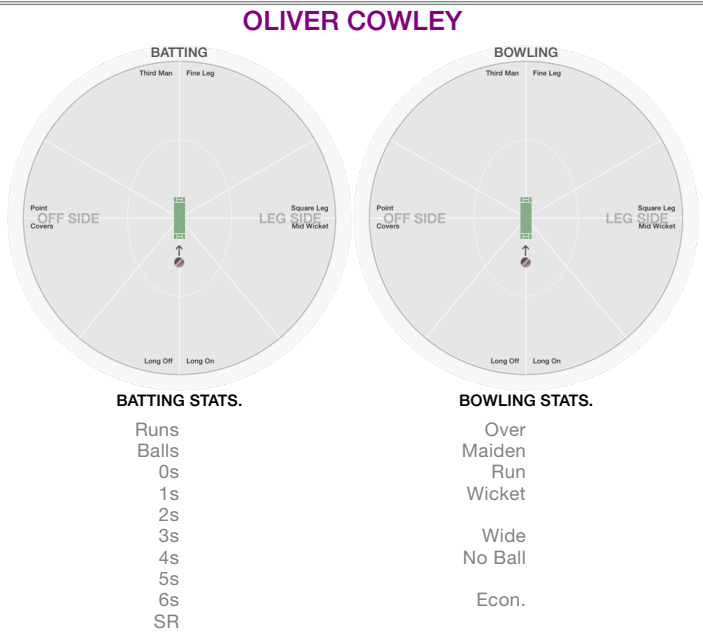 OLIVER COWLEY
BATTING
Third Man Fine Leg
Point
OFF SIDE
Covers
Square Leg
LEG SIDE
Mid Wicket
Long Off Long On
BOWLING
Third Man Fine Leg
Point
OFF SIDE
Covers
Square Leg
LEG SIDE
Mid Wicket
Long Off Long On
BATTING STATS.
Runs
Balls
0s
1s
2s
3s
4s
5s
6s
SR
BOWLING STATS.
Over
Maiden
Run
Wicket
Wide
No Ball
Econ.